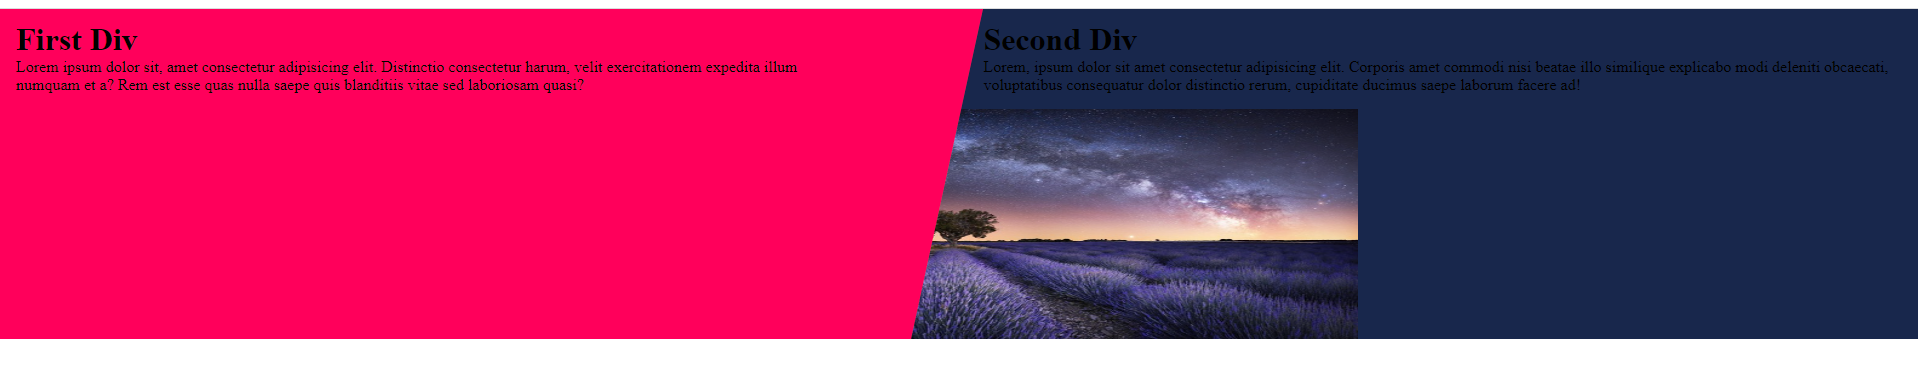 First Div
Lorem ipsum dolor sit, amet consectetur adipisicing elit. Distinctio consectetur harum, velit exercitationem expedita illum
numquam et a? Rem est esse quas nulla saepe quis blanditiis vitae sed laboriosam quasi?
Second Div
Lorem, ipsum dolor sit amet consectetur adipisicing elit. Corporis amet commodi nisi beatae illo similique explicabo modi deleniti obcaecati,
voluptatibus consequatur dolor distinctio rerum, cupiditate ducimus saepe laborum facere ad!